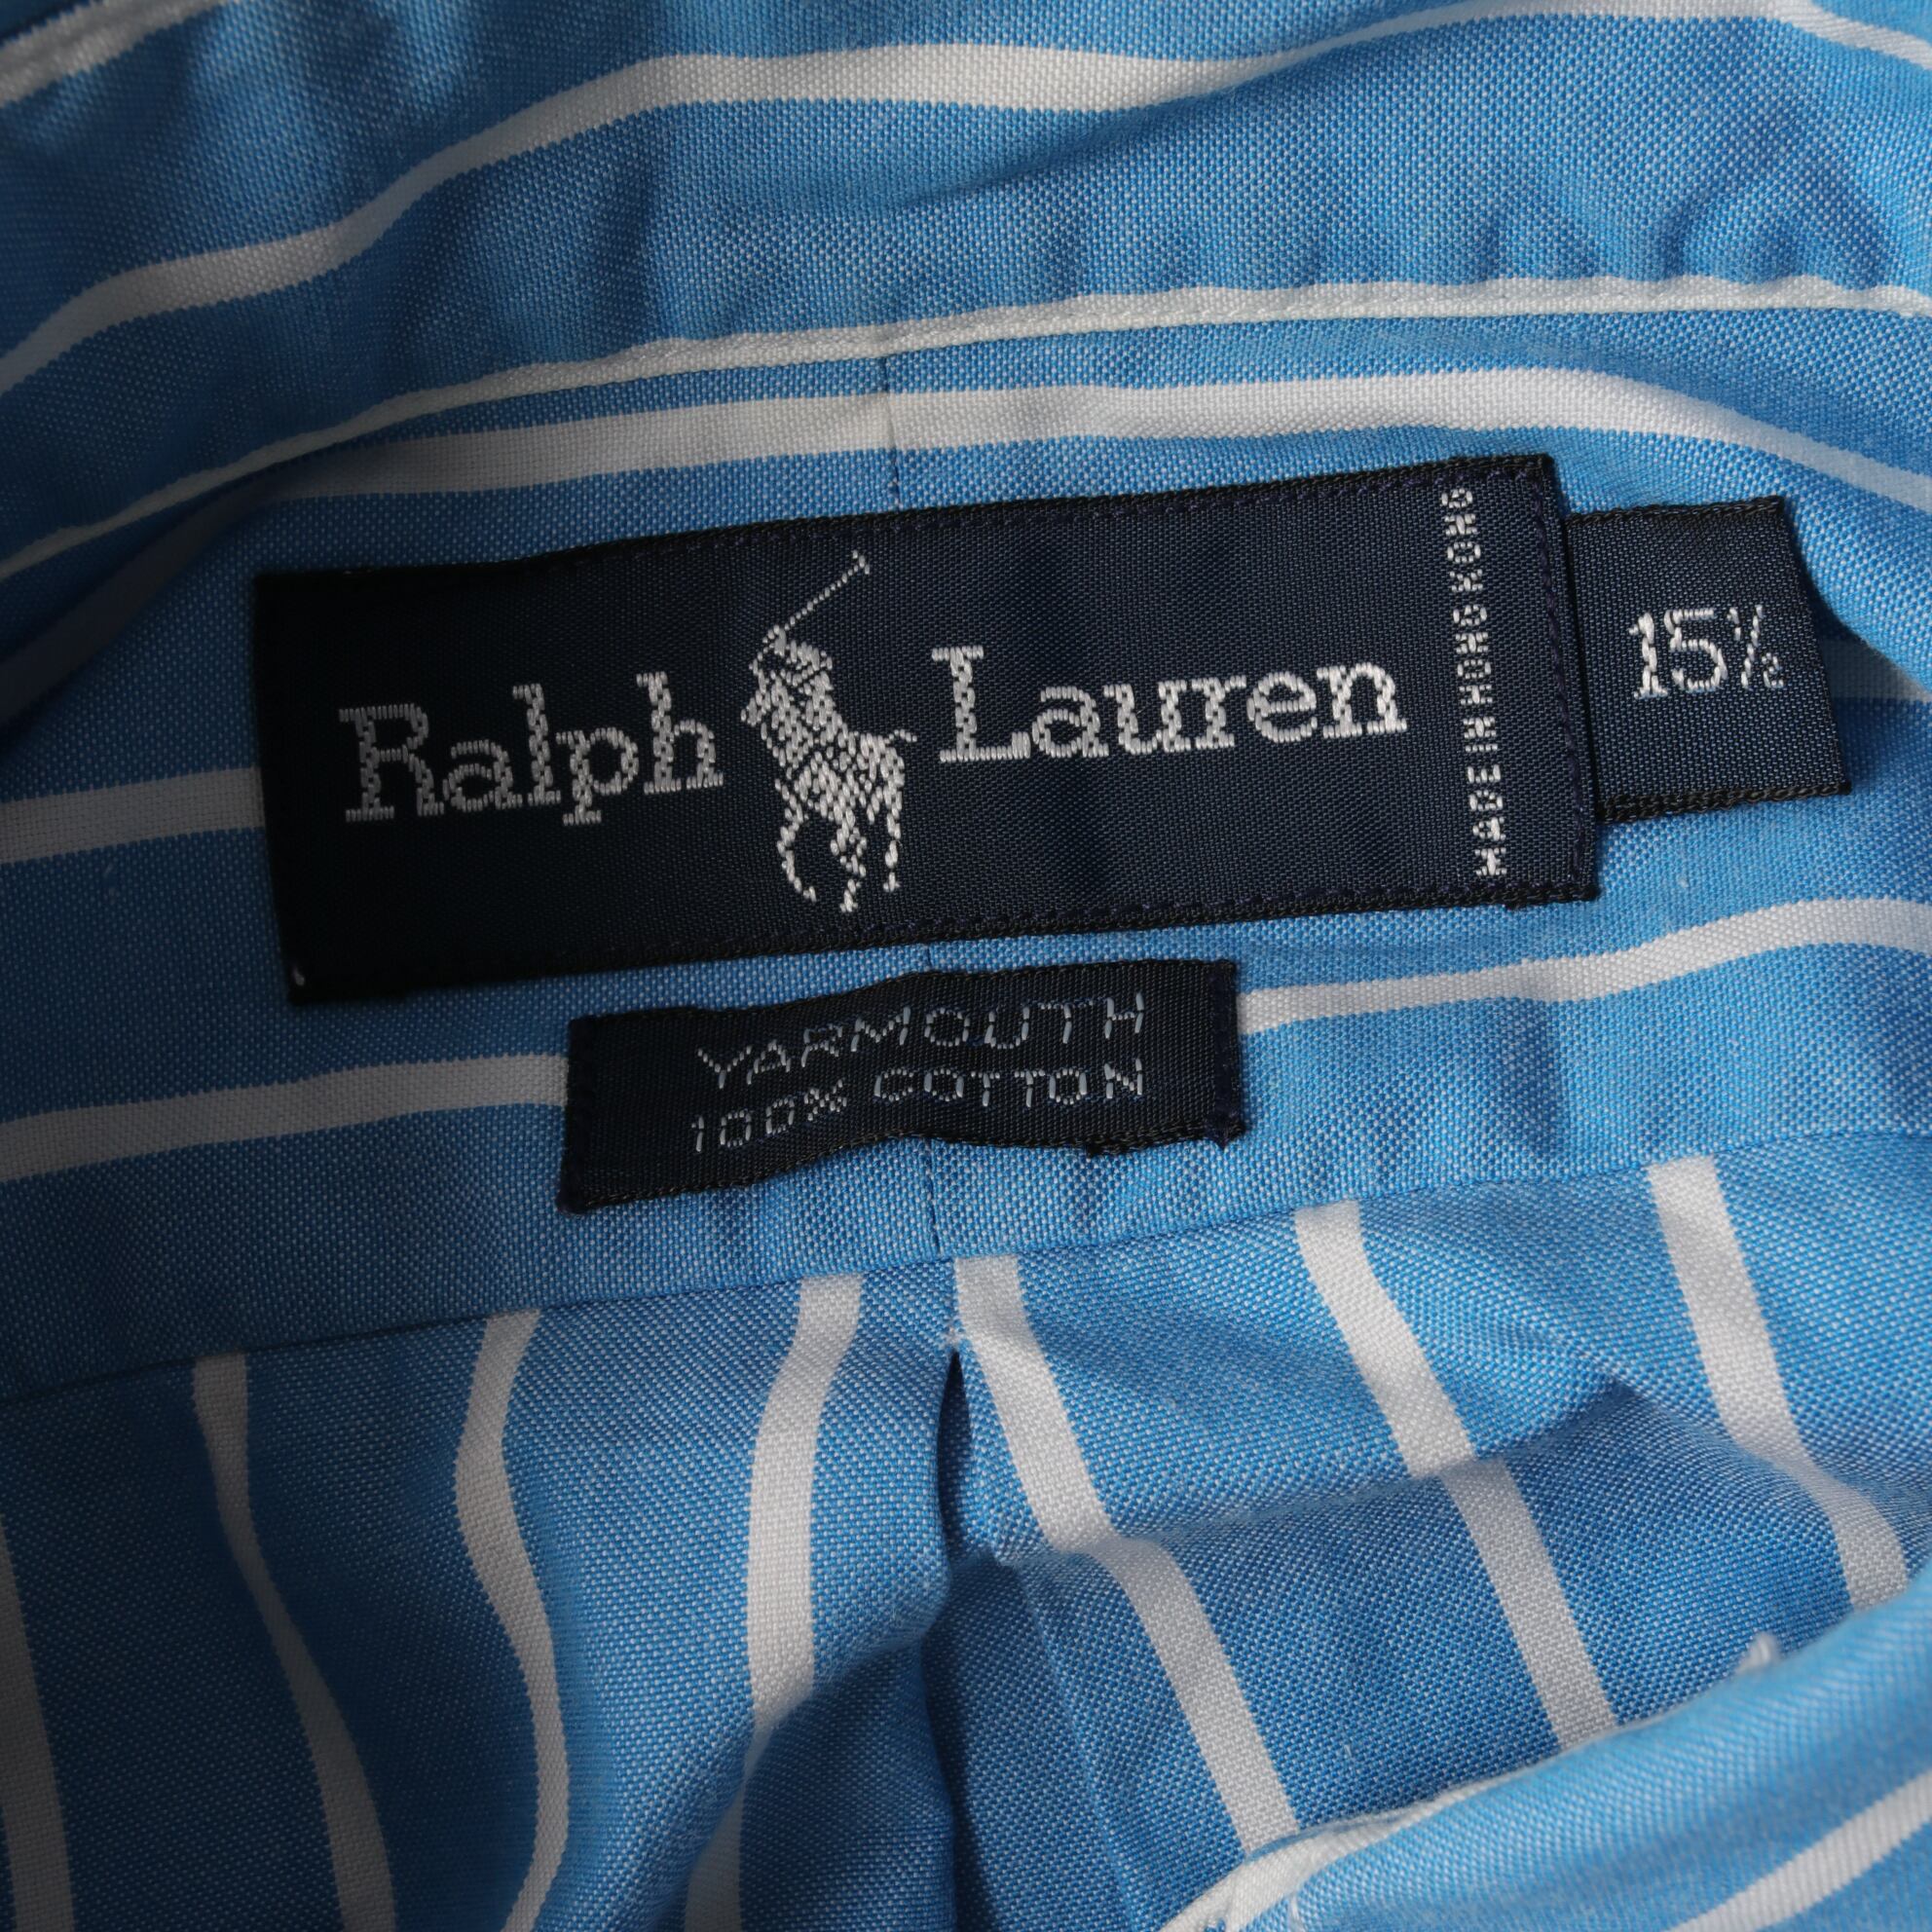 Ralph Lauren
MADE IN HONG KONG
15½
YARMOUTH
100% COTTON